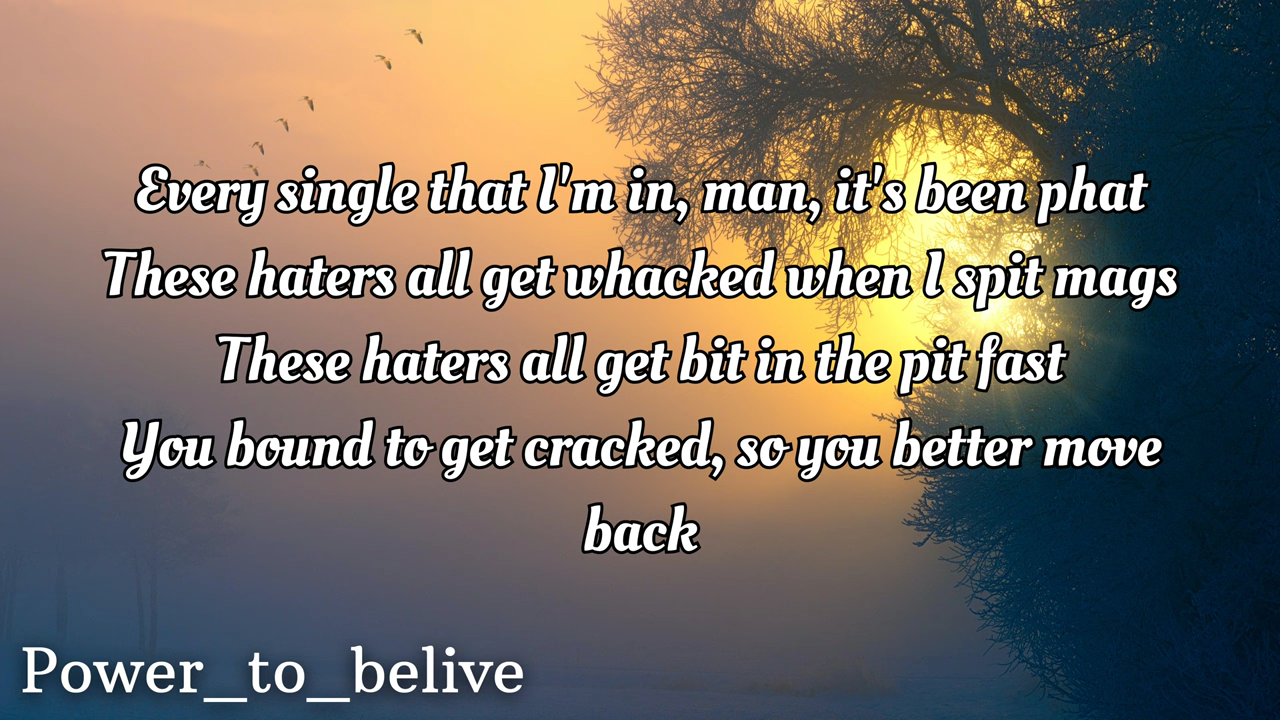 Every single that I'm in, man, it's been phat
These haters all get whacked when I spit mags
These haters all get bit in the pit fast
You bound to get cracked, so you better move
back
Power_to_belive